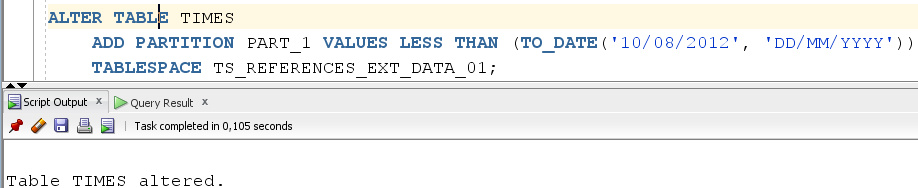 ALTER TABLE TIMES
ADD PARTITION PART_1 VALUES LESS THAN (TO_DATE('10/08/2012', 'DD/MM/YYYY'))
TABLESPACE TS_REFERENCES_EXT_DATA_01;
Script Output x Query Result x
Task completed in 0,105 seconds
Table TIMES altered.